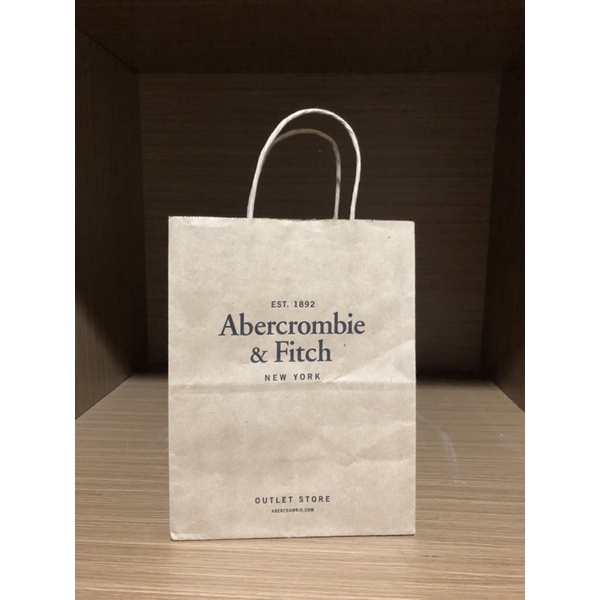 EST. 1892
Abercrombie
& Fitch
NEW YORK
OUTLET STORE
ABERCROMBIE.COM